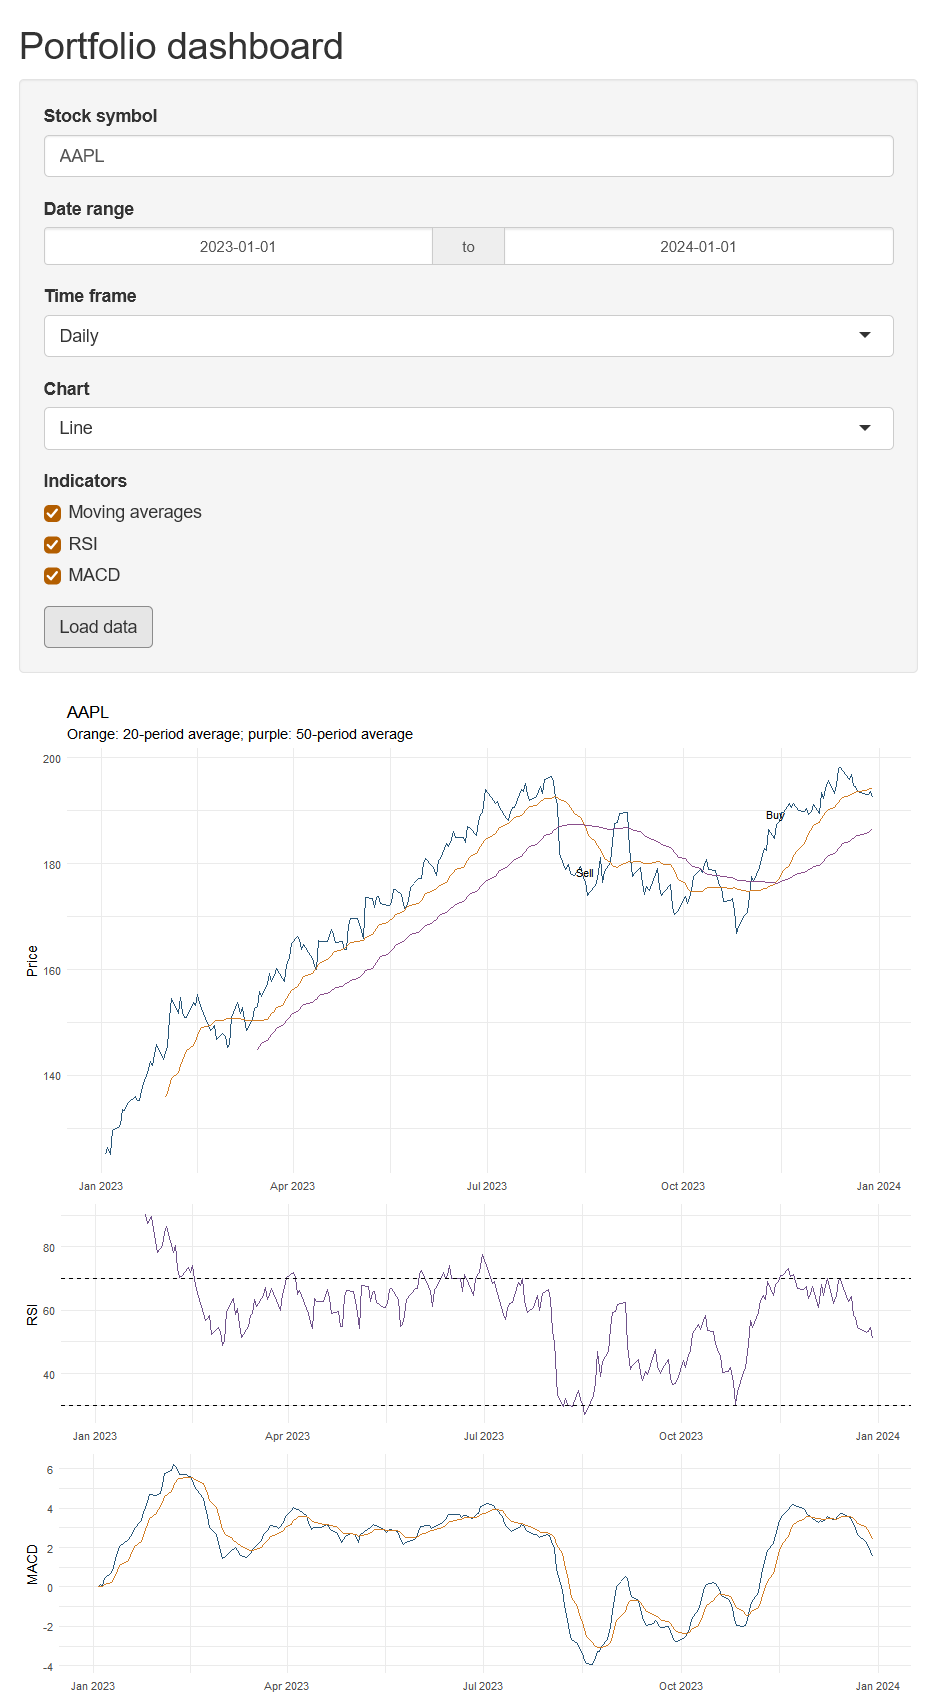 Portfolio dashboard
Stock symbol
AAPL
Date range
2023-01-01 to 2024-01-01
Time frame
Daily
Chart
Line
Indicators
Moving averages
RSI
MACD
Load data
AAPL
Orange: 20-period average; purple: 50-period average
200
180
160
140
Price
Buy
Sell
Jan 2023 Apr 2023 Jul 2023 Oct 2023 Jan 2024
80
60
40
RSI
Jan 2023 Apr 2023 Jul 2023 Oct 2023 Jan 2024
6
4
2
0
-2
-4
MACD
Jan 2023 Apr 2023 Jul 2023 Oct 2023 Jan 2024